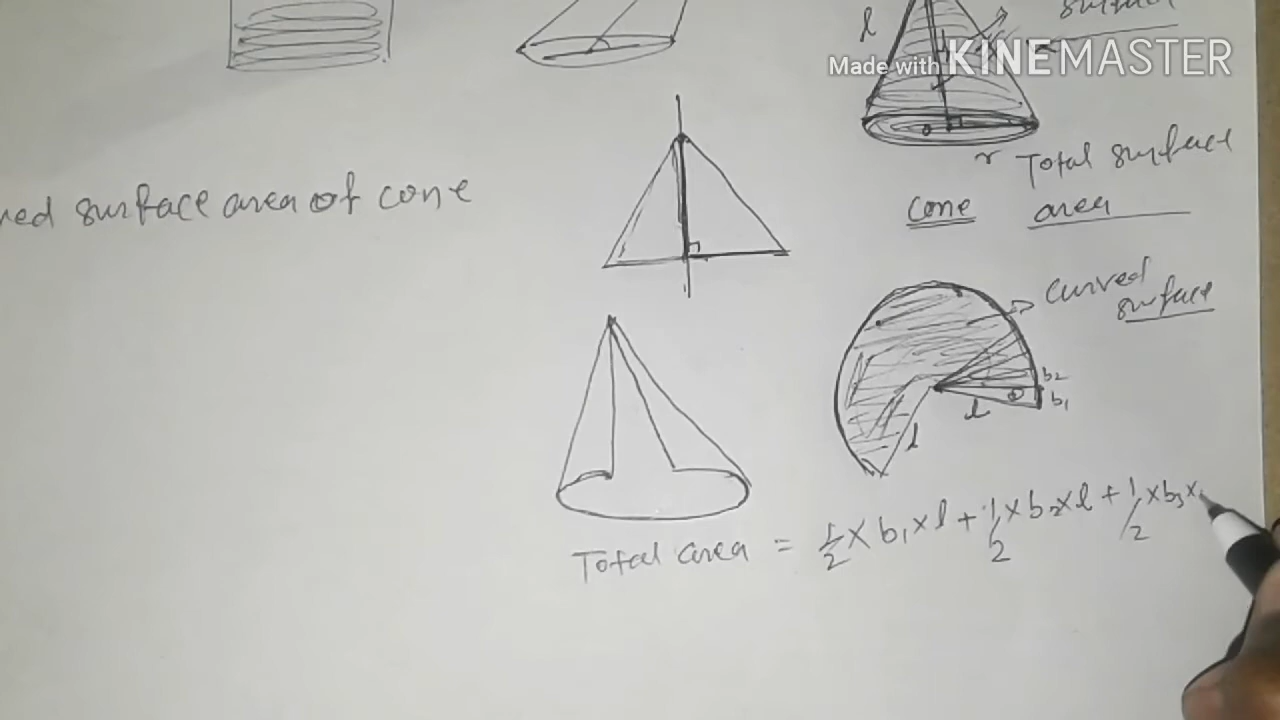 surface
l
Made with KINEMASTER
r Total surface
area
cone
red surface area of cone
curved
surface
b2
b1
l
l
Total area = 1/2 × b1 × l + 1/2 × b2 × l + 1/2 × b3 ×